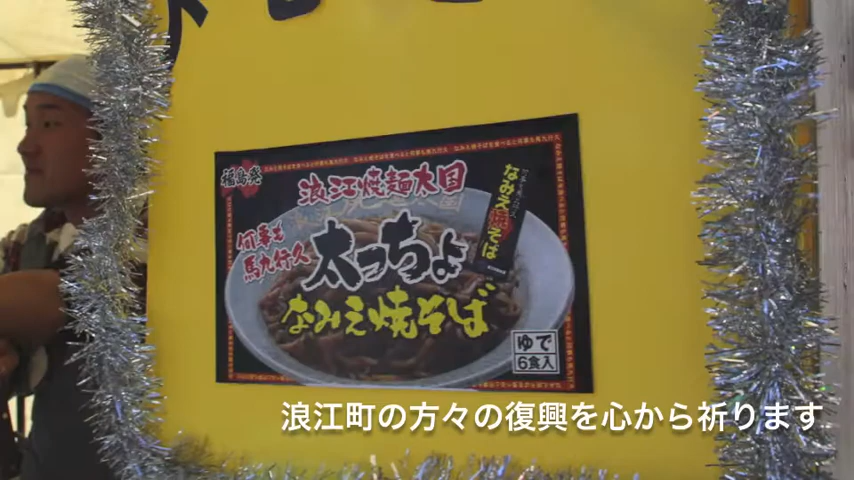 福島発
浪江焼麺太国
なみえ焼そば
何事も
馬九行久
太っちょ
なみえ焼そば
ゆで
6食入
浪江町の方々の復興を心から祈ります